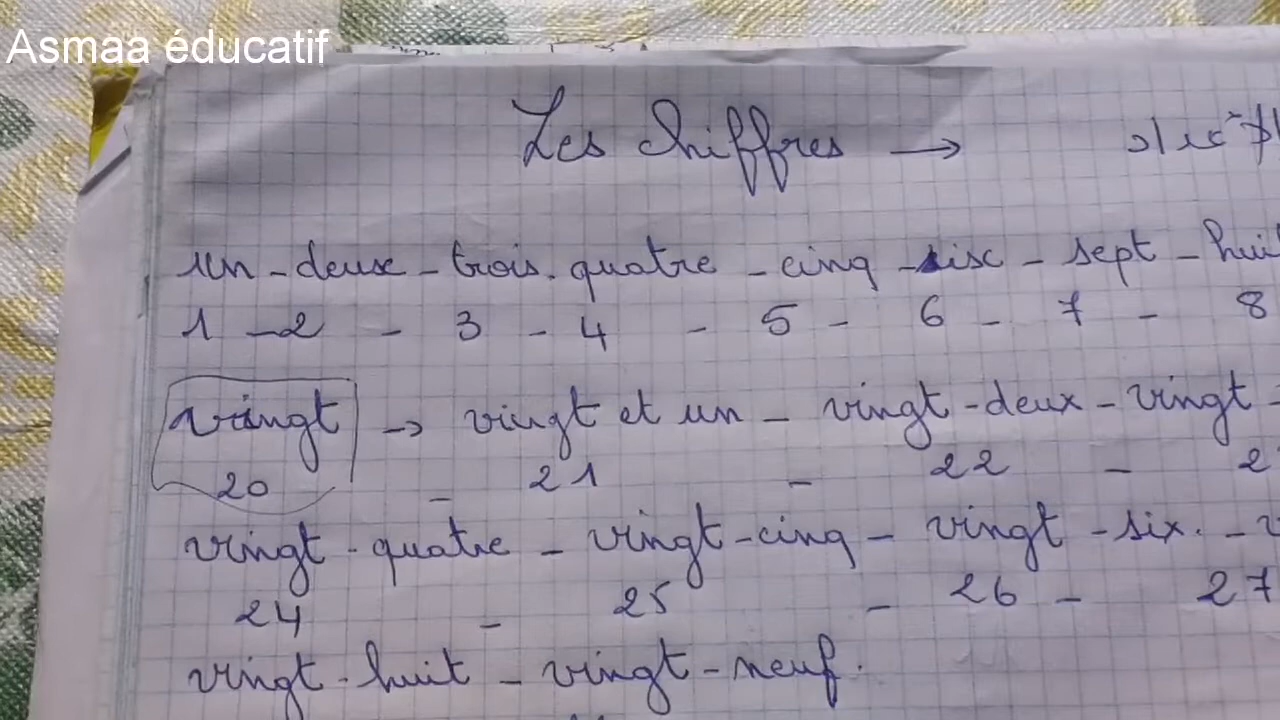 Asmaa éducatif
Les chiffres →
un - deux - trois - quatre - cinq - six - sept - hui
1 - 2 - 3 - 4 - 5 - 6 - 7 - 8
vingt → vingt et un - vingt-deux - vingt -
20 - 21 - 22 - 2
vingt-quatre - vingt-cinq - vingt-six. - v
24 - 25 - 26 - 27
vingt-huit - vingt-neuf.